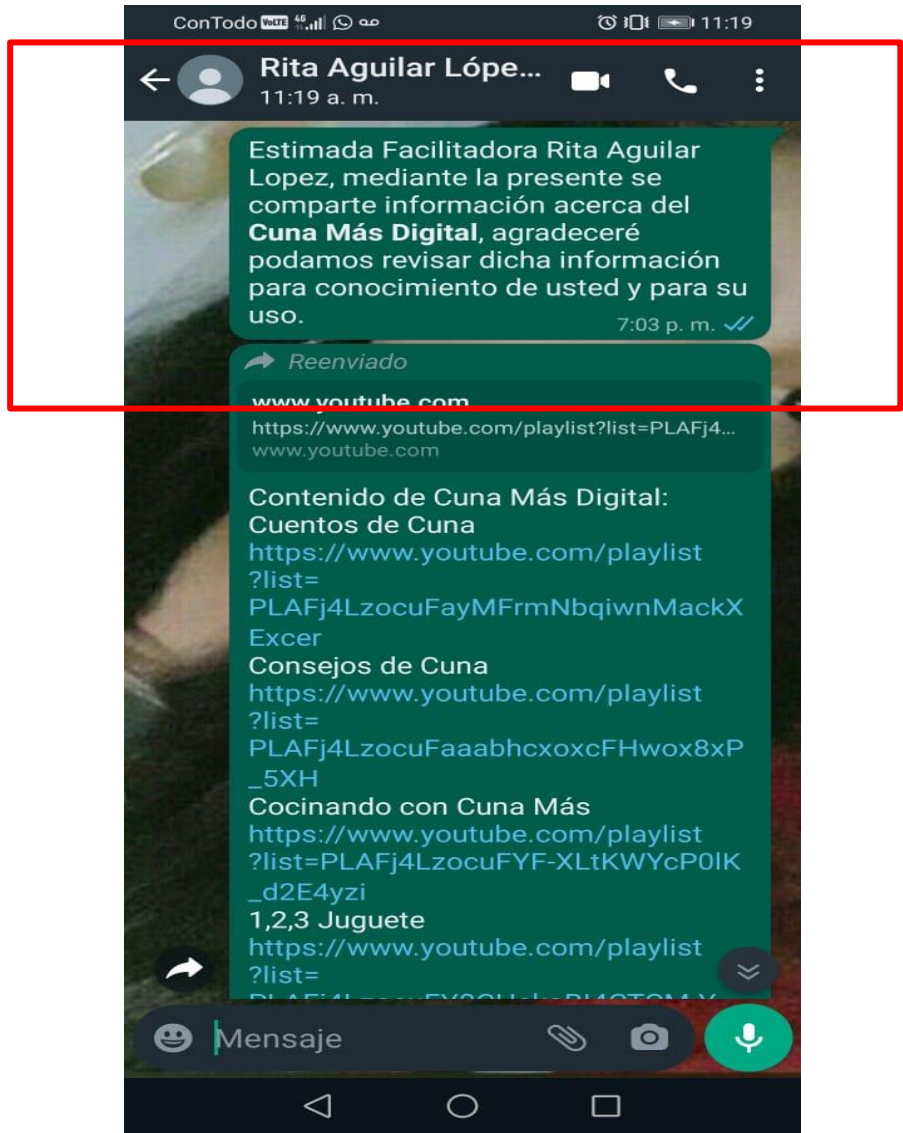 ConTodo VoLTE 4G 11:19
Rita Aguilar Lópe...
11:19 a. m.
Estimada Facilitadora Rita Aguilar
Lopez, mediante la presente se
comparte información acerca del
Cuna Más Digital, agradeceré
podamos revisar dicha información
para conocimiento de usted y para su
uso.
7:03 p. m.
Reenviado
www.youtube.com
https://www.youtube.com/playlist?list=PLAFj4...
www.youtube.com
Contenido de Cuna Más Digital:
Cuentos de Cuna
https://www.youtube.com/playlist
?list=
PLAFj4LzocuFayMFrmNbqiwnMackX
Excer
Consejos de Cuna
https://www.youtube.com/playlist
?list=
PLAFj4LzocuFaaabhcxoxcFHwox8xP
_5XH
Cocinando con Cuna Más
https://www.youtube.com/playlist
?list=PLAFj4LzocuFYF-XLtKWYcP0lK
_d2E4yzi
1,2,3 Juguete
https://www.youtube.com/playlist
?list=
Mensaje